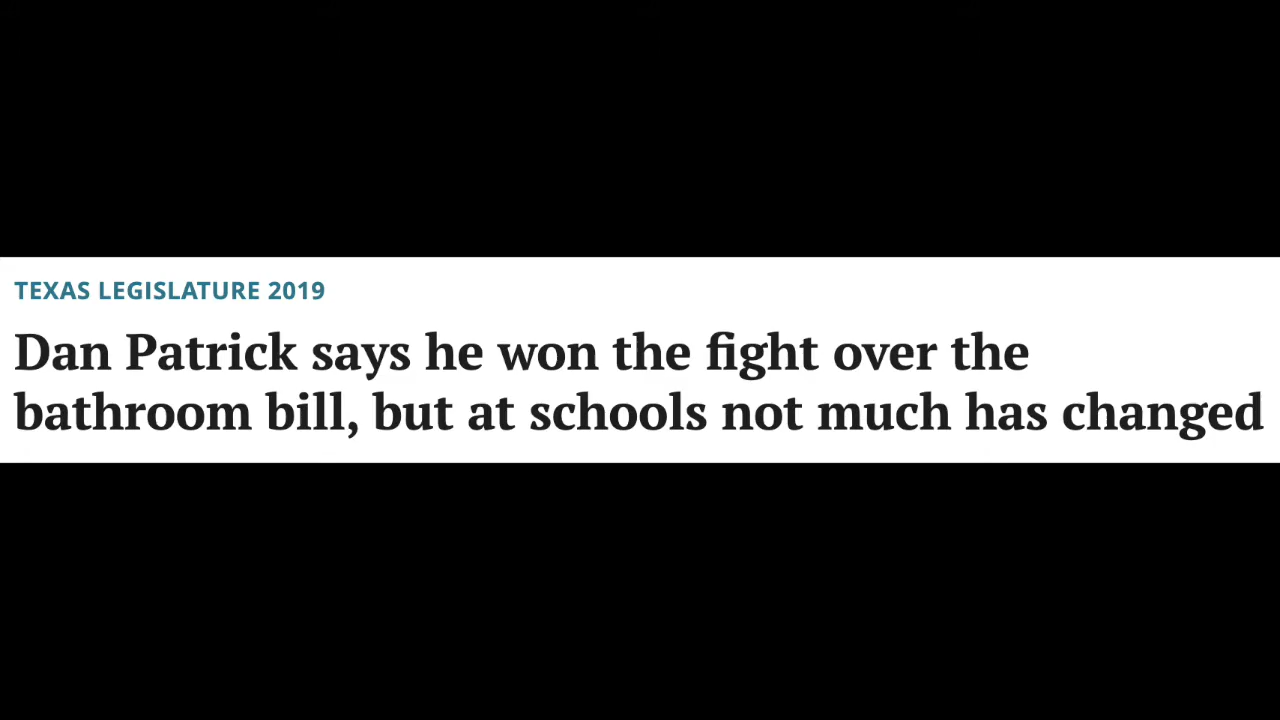 TEXAS LEGISLATURE 2019
Dan Patrick says he won the fight over the
bathroom bill, but at schools not much has changed